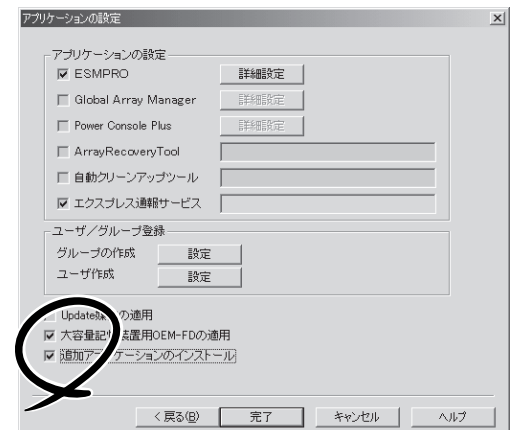 アプリケーションの設定
アプリケーションの設定
ESMPRO 詳細設定
Global Array Manager 詳細設定
Power Console Plus 詳細設定
ArrayRecoveryTool
自動クリーンアップツール
エクスプレス通報サービス
ユーザ/グループ登録
グループの作成 設定
ユーザ作成 設定
Update の適用
大容量記憶装置用OEM-FDの適用
追加アプリケーションのインストール
< 戻る(B) 完了 キャンセル ヘルプ